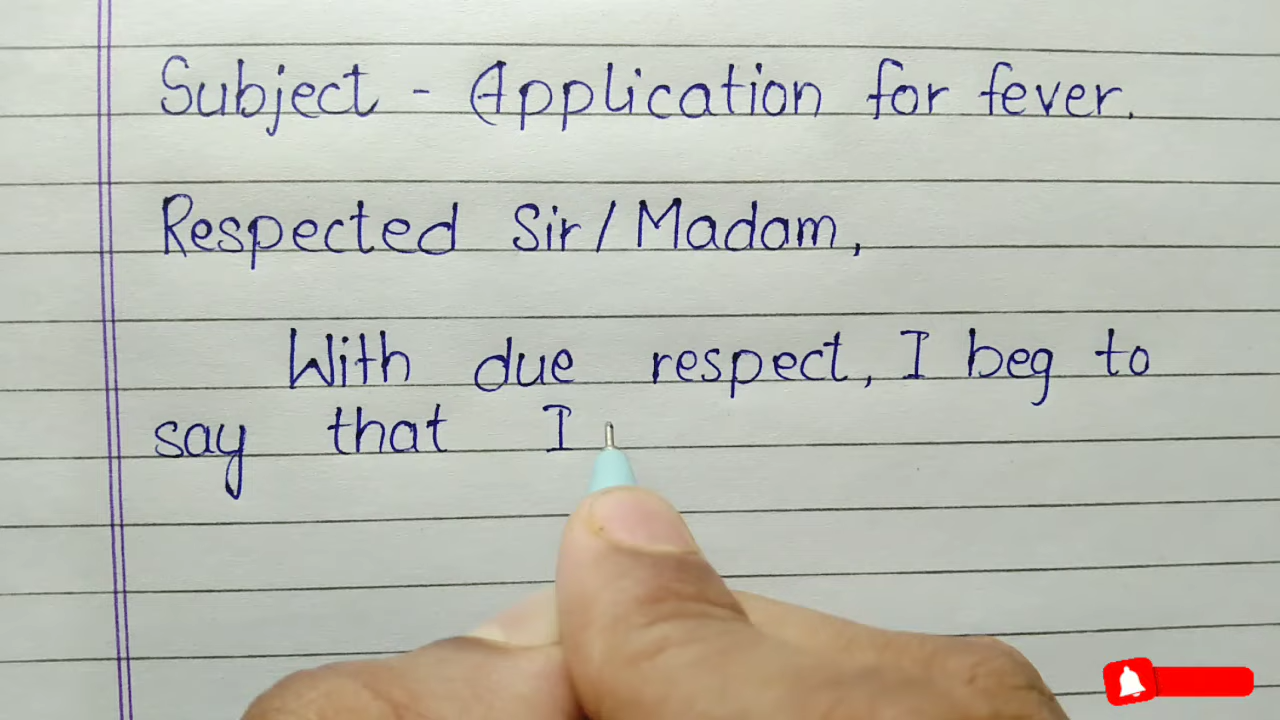 Subject - Application for fever.
Respected Sir/Madam,
With due respect, I beg to
say that I